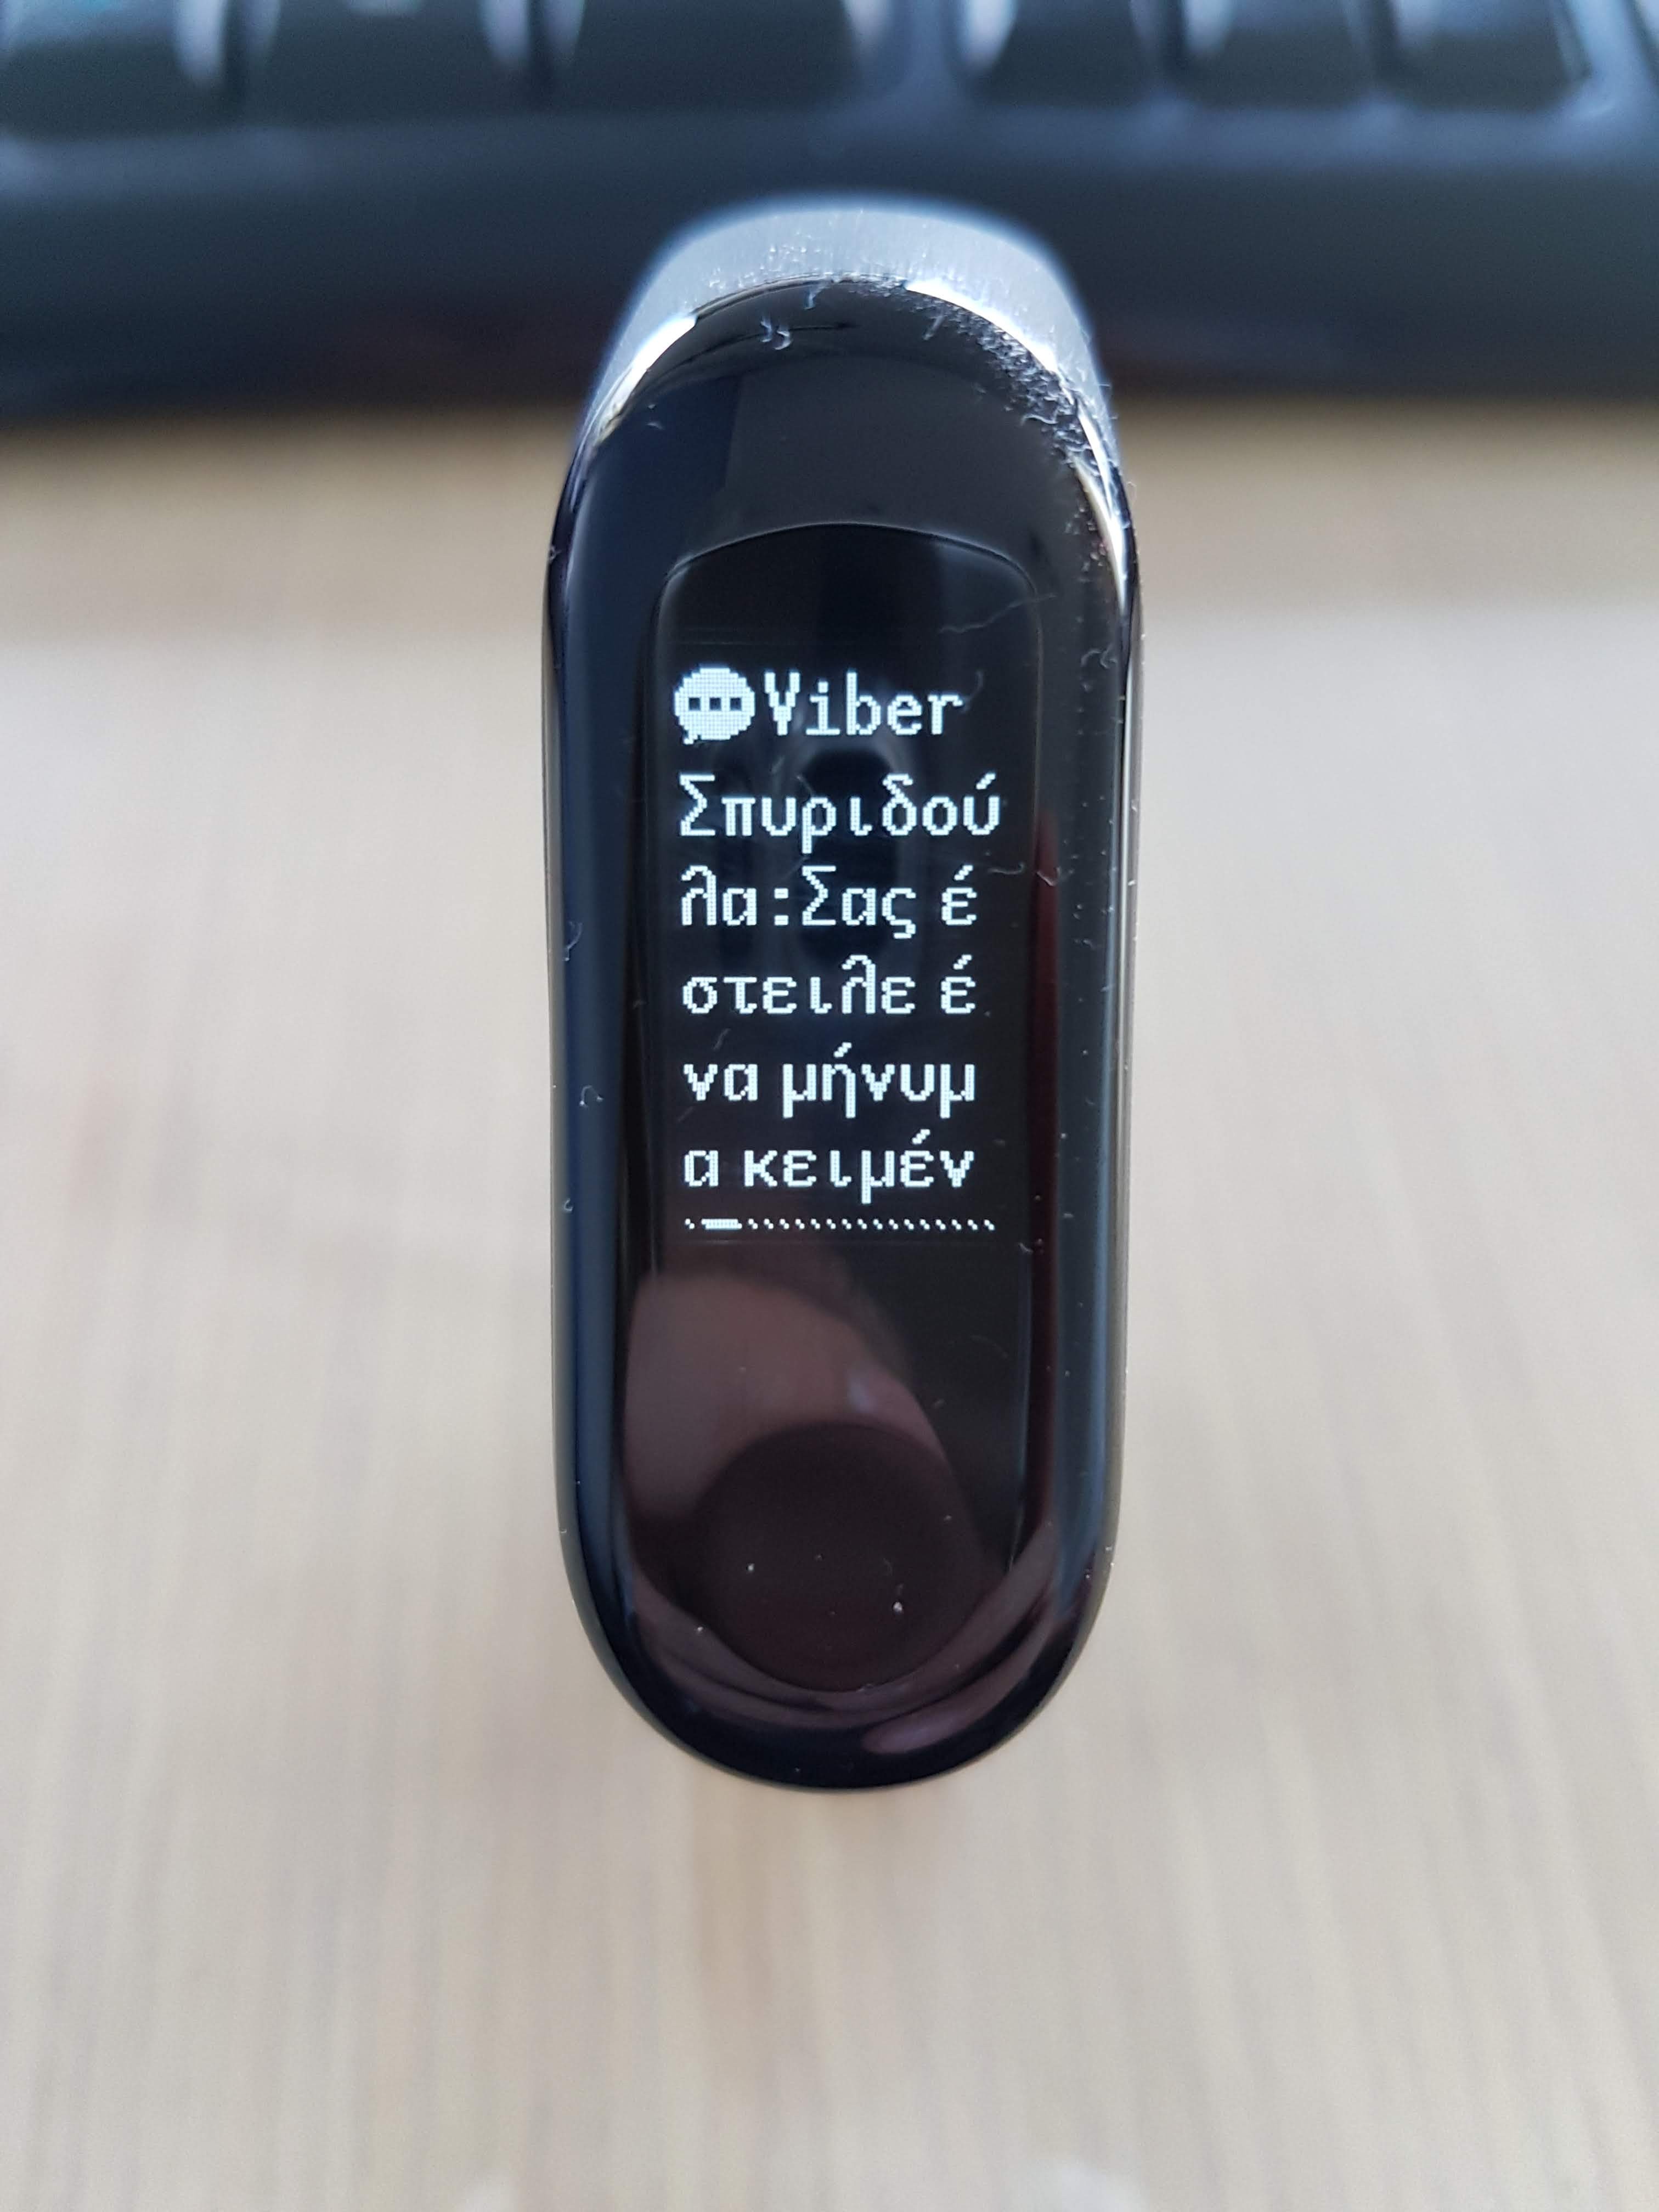 Viber
Σπυριδού
λα:Σας έ
στειλε έ
να μήνυμ
α κειμέν